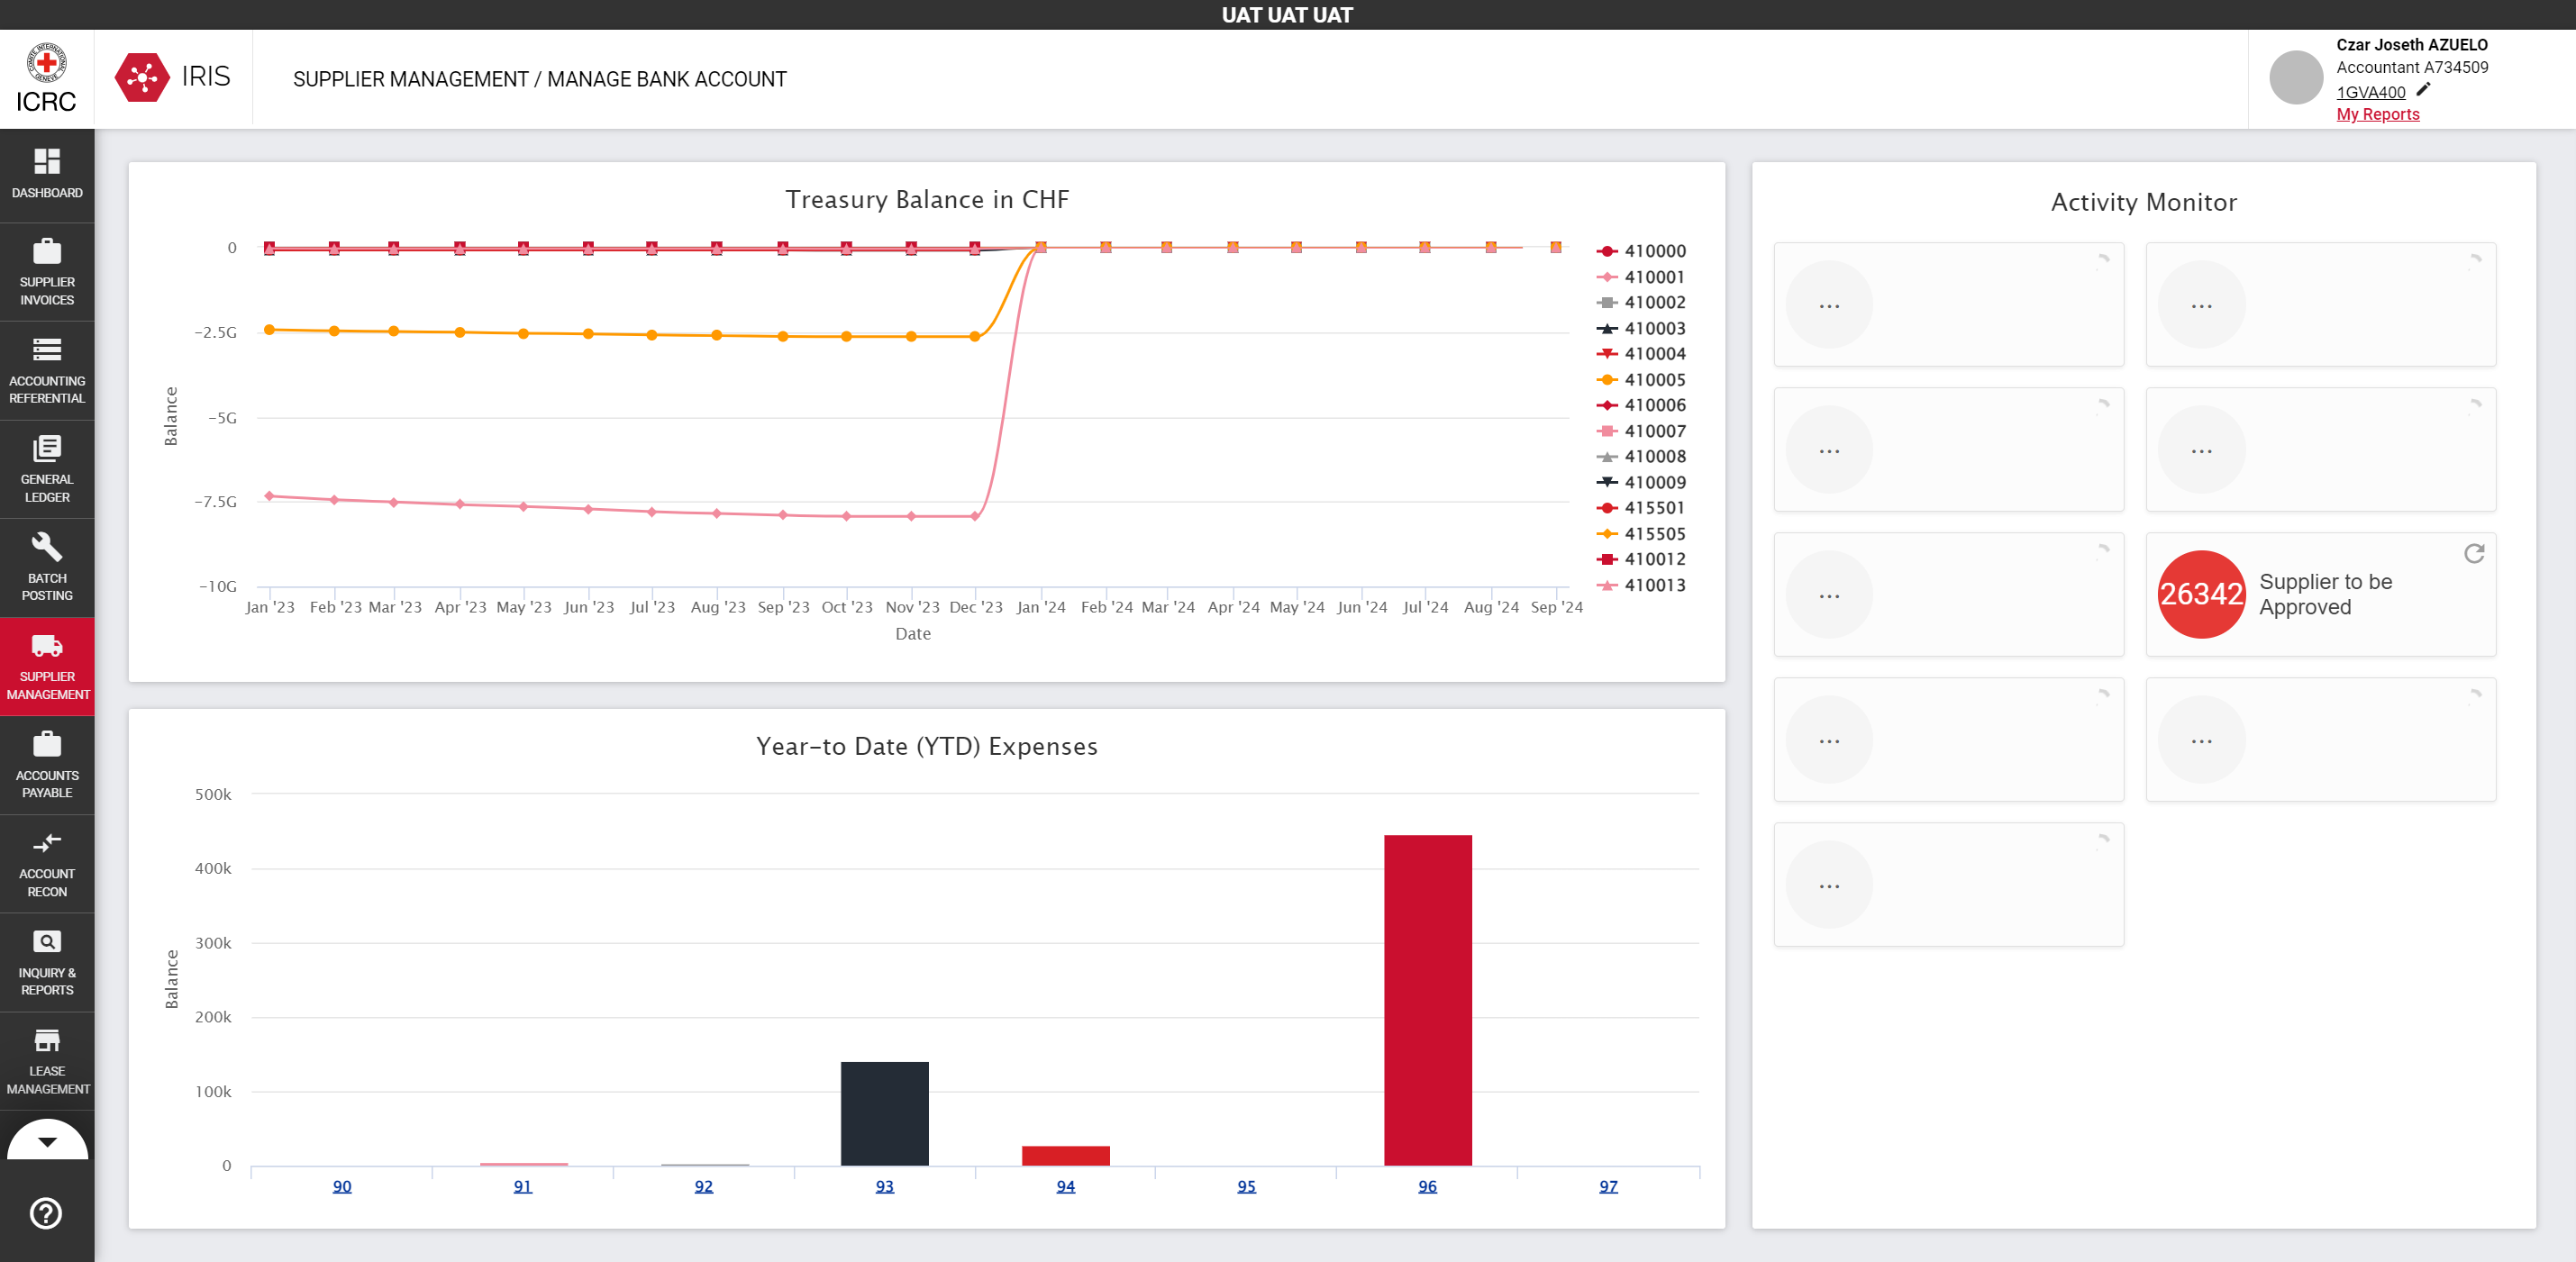 UAT UAT UAT
ICRC
IRIS
SUPPLIER MANAGEMENT / MANAGE BANK ACCOUNT
Czar Joseth AZUELO
Accountant A734509
1GVA400
My Reports
DASHBOARD
SUPPLIER
INVOICES
ACCOUNTING
REFERENTIAL
GENERAL
LEDGER
BATCH
POSTING
SUPPLIER
MANAGEMENT
ACCOUNTS
PAYABLE
ACCOUNT
RECON
INQUIRY &
REPORTS
LEASE
MANAGEMENT
Treasury Balance in CHF
0
-2.5G
-5G
-7.5G
-10G
Balance
Jan '23 Feb '23 Mar '23 Apr '23 May '23 Jun '23 Jul '23 Aug '23 Sep '23 Oct '23 Nov '23 Dec '23 Jan '24 Feb '24 Mar '24 Apr '24 May '24 Jun '24 Jul '24 Aug '24 Sep '24
Date
410000
410001
410002
410003
410004
410005
410006
410007
410008
410009
415501
415505
410012
410013
Year-to Date (YTD) Expenses
500k
400k
300k
200k
100k
0
Balance
90 91 92 93 94 95 96 97
Activity Monitor
... ...
... ...
...
26342
Supplier to be
Approved
... ...
...